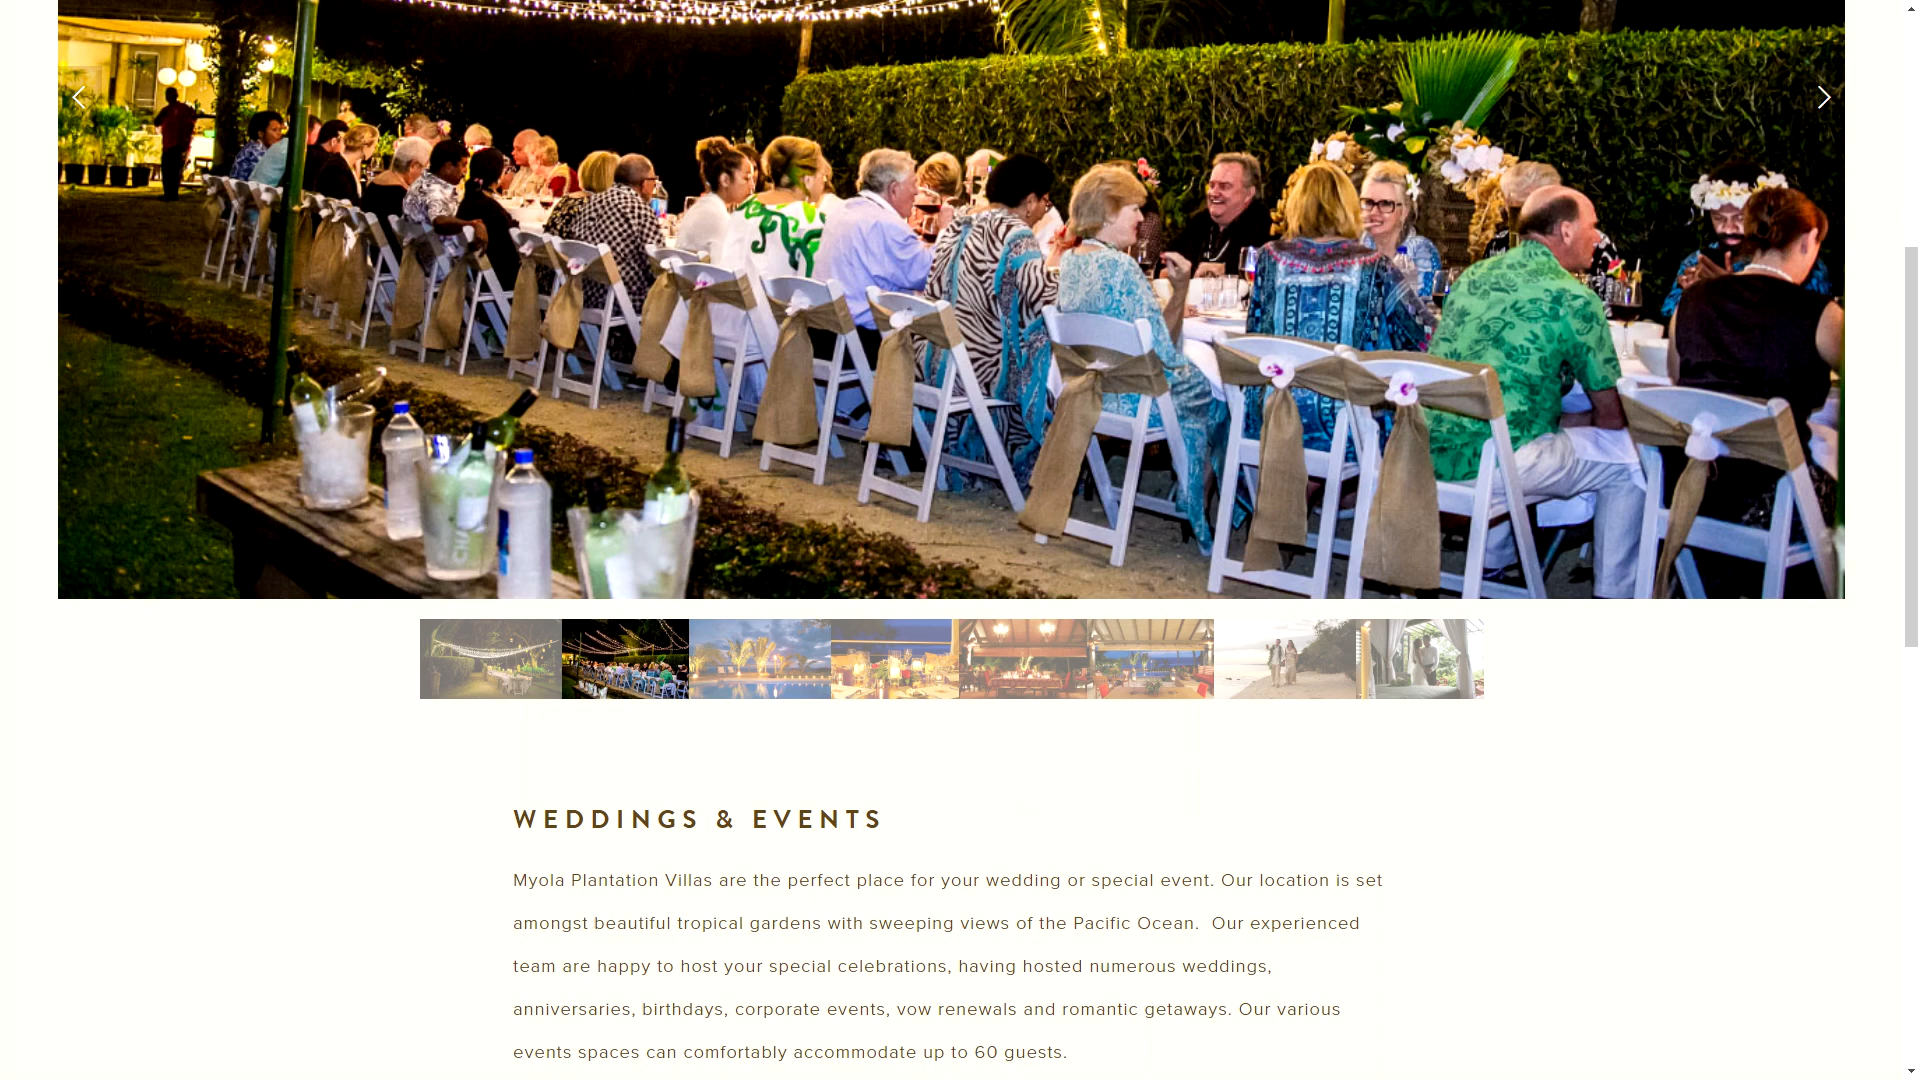 WEDDINGS & EVENTS
Myola Plantation Villas are the perfect place for your wedding or special event. Our location is set
amongst beautiful tropical gardens with sweeping views of the Pacific Ocean.  Our experienced
team are happy to host your special celebrations, having hosted numerous weddings,
anniversaries, birthdays, corporate events, vow renewals and romantic getaways. Our various
events spaces can comfortably accommodate up to 60 guests.